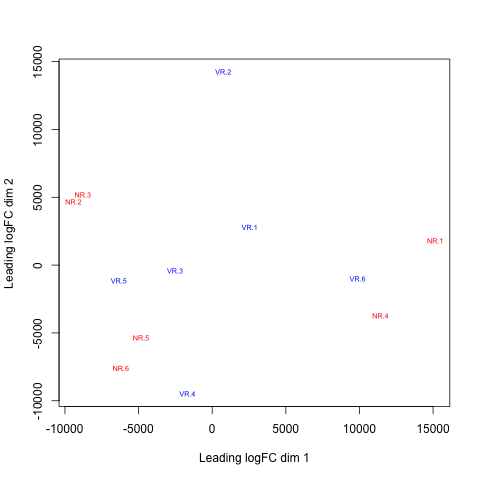 15000
10000
5000
0
-5000
-10000
Leading logFC dim 2
VR.2
NR.3
NR.2
VR.1
NR.1
VR.3
VR.5
VR.6
NR.4
NR.5
NR.6
VR.4
-10000 -5000 0 5000 10000 15000
Leading logFC dim 1